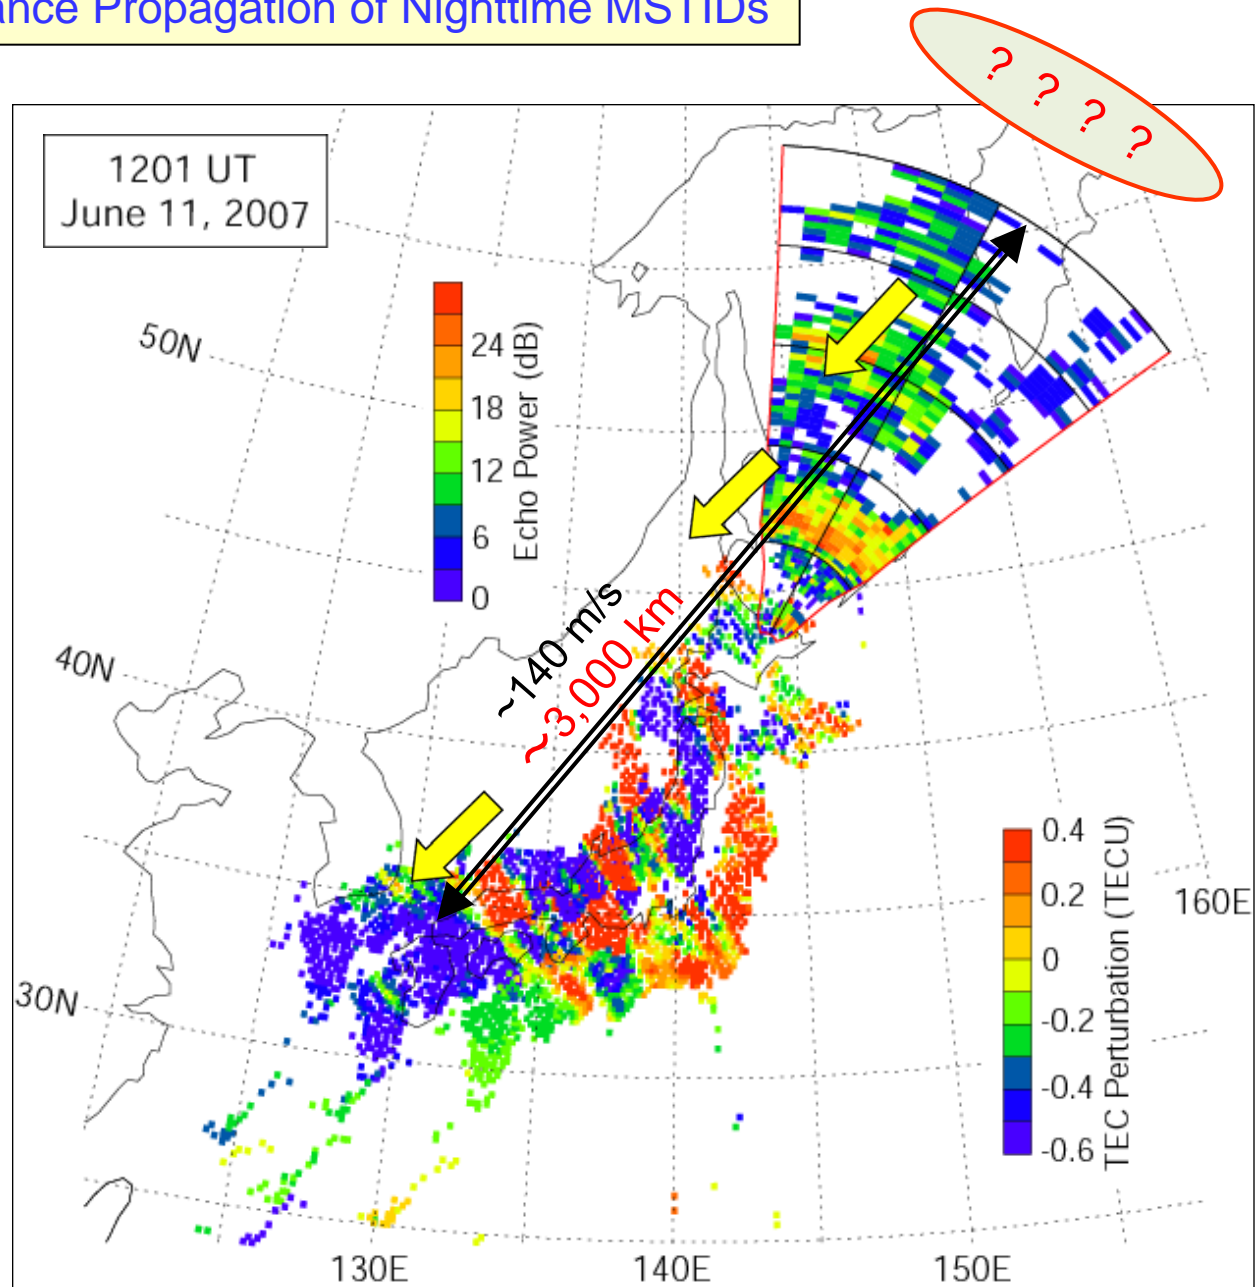 ance Propagation of Nighttime MSTIDs
? ? ? ?
1201 UT
June 11, 2007
50N
40N
30N
24
18
12
6
0
Echo Power (dB)
~140 m/s
~3,000 km
0.4
0.2
0
-0.2
-0.4
-0.6
TEC Perturbation (TECU)
160E
130E
140E
150E